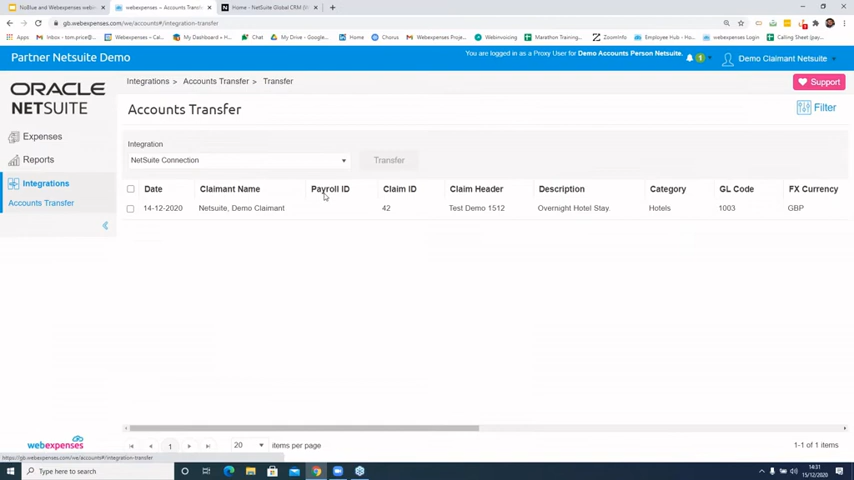 NoBlue and Webexpenses webin
webexpenses - Accounts Transf
Home - NetSuite Global CRM (
gb.webexpenses.com/we/accounts#/integration-transfer
Apps
Inbox - tom.price@...
Webexpenses – Cal...
My Dashboard – H...
Chat
My Drive –...
Home
Chorus
Webexpenses Proje...
Webinvoicing
Marathon Training...
ZoomInfo
Employee Hub - Ho...
webexpenses Login
Calling Sheet (pay...
Partner Netsuite Demo
You are logged in as a Proxy User for Demo Accounts Person Netsuite.
1
Demo Claimant Netsuite
ORACLE
NETSUITE
Integrations > Accounts Transfer > Transfer
Support
Accounts Transfer
Filter
Expenses
Reports
Integrations
Accounts Transfer
Integration
NetSuite Connection
Transfer
Date Claimant Name Payroll ID Claim ID Claim Header Description Category GL Code FX Currency
14-12-2020 Netsuite, Demo Claimant 42 Test Demo 1512 Overnight Hotel Stay Hotels 1003 GBP
webexpenses
1 20 items per page 1-1 of 1 items
https://gb.webexpenses.com/we/accounts#/integration-transfer
Type here to search
14:31
15/12/2020